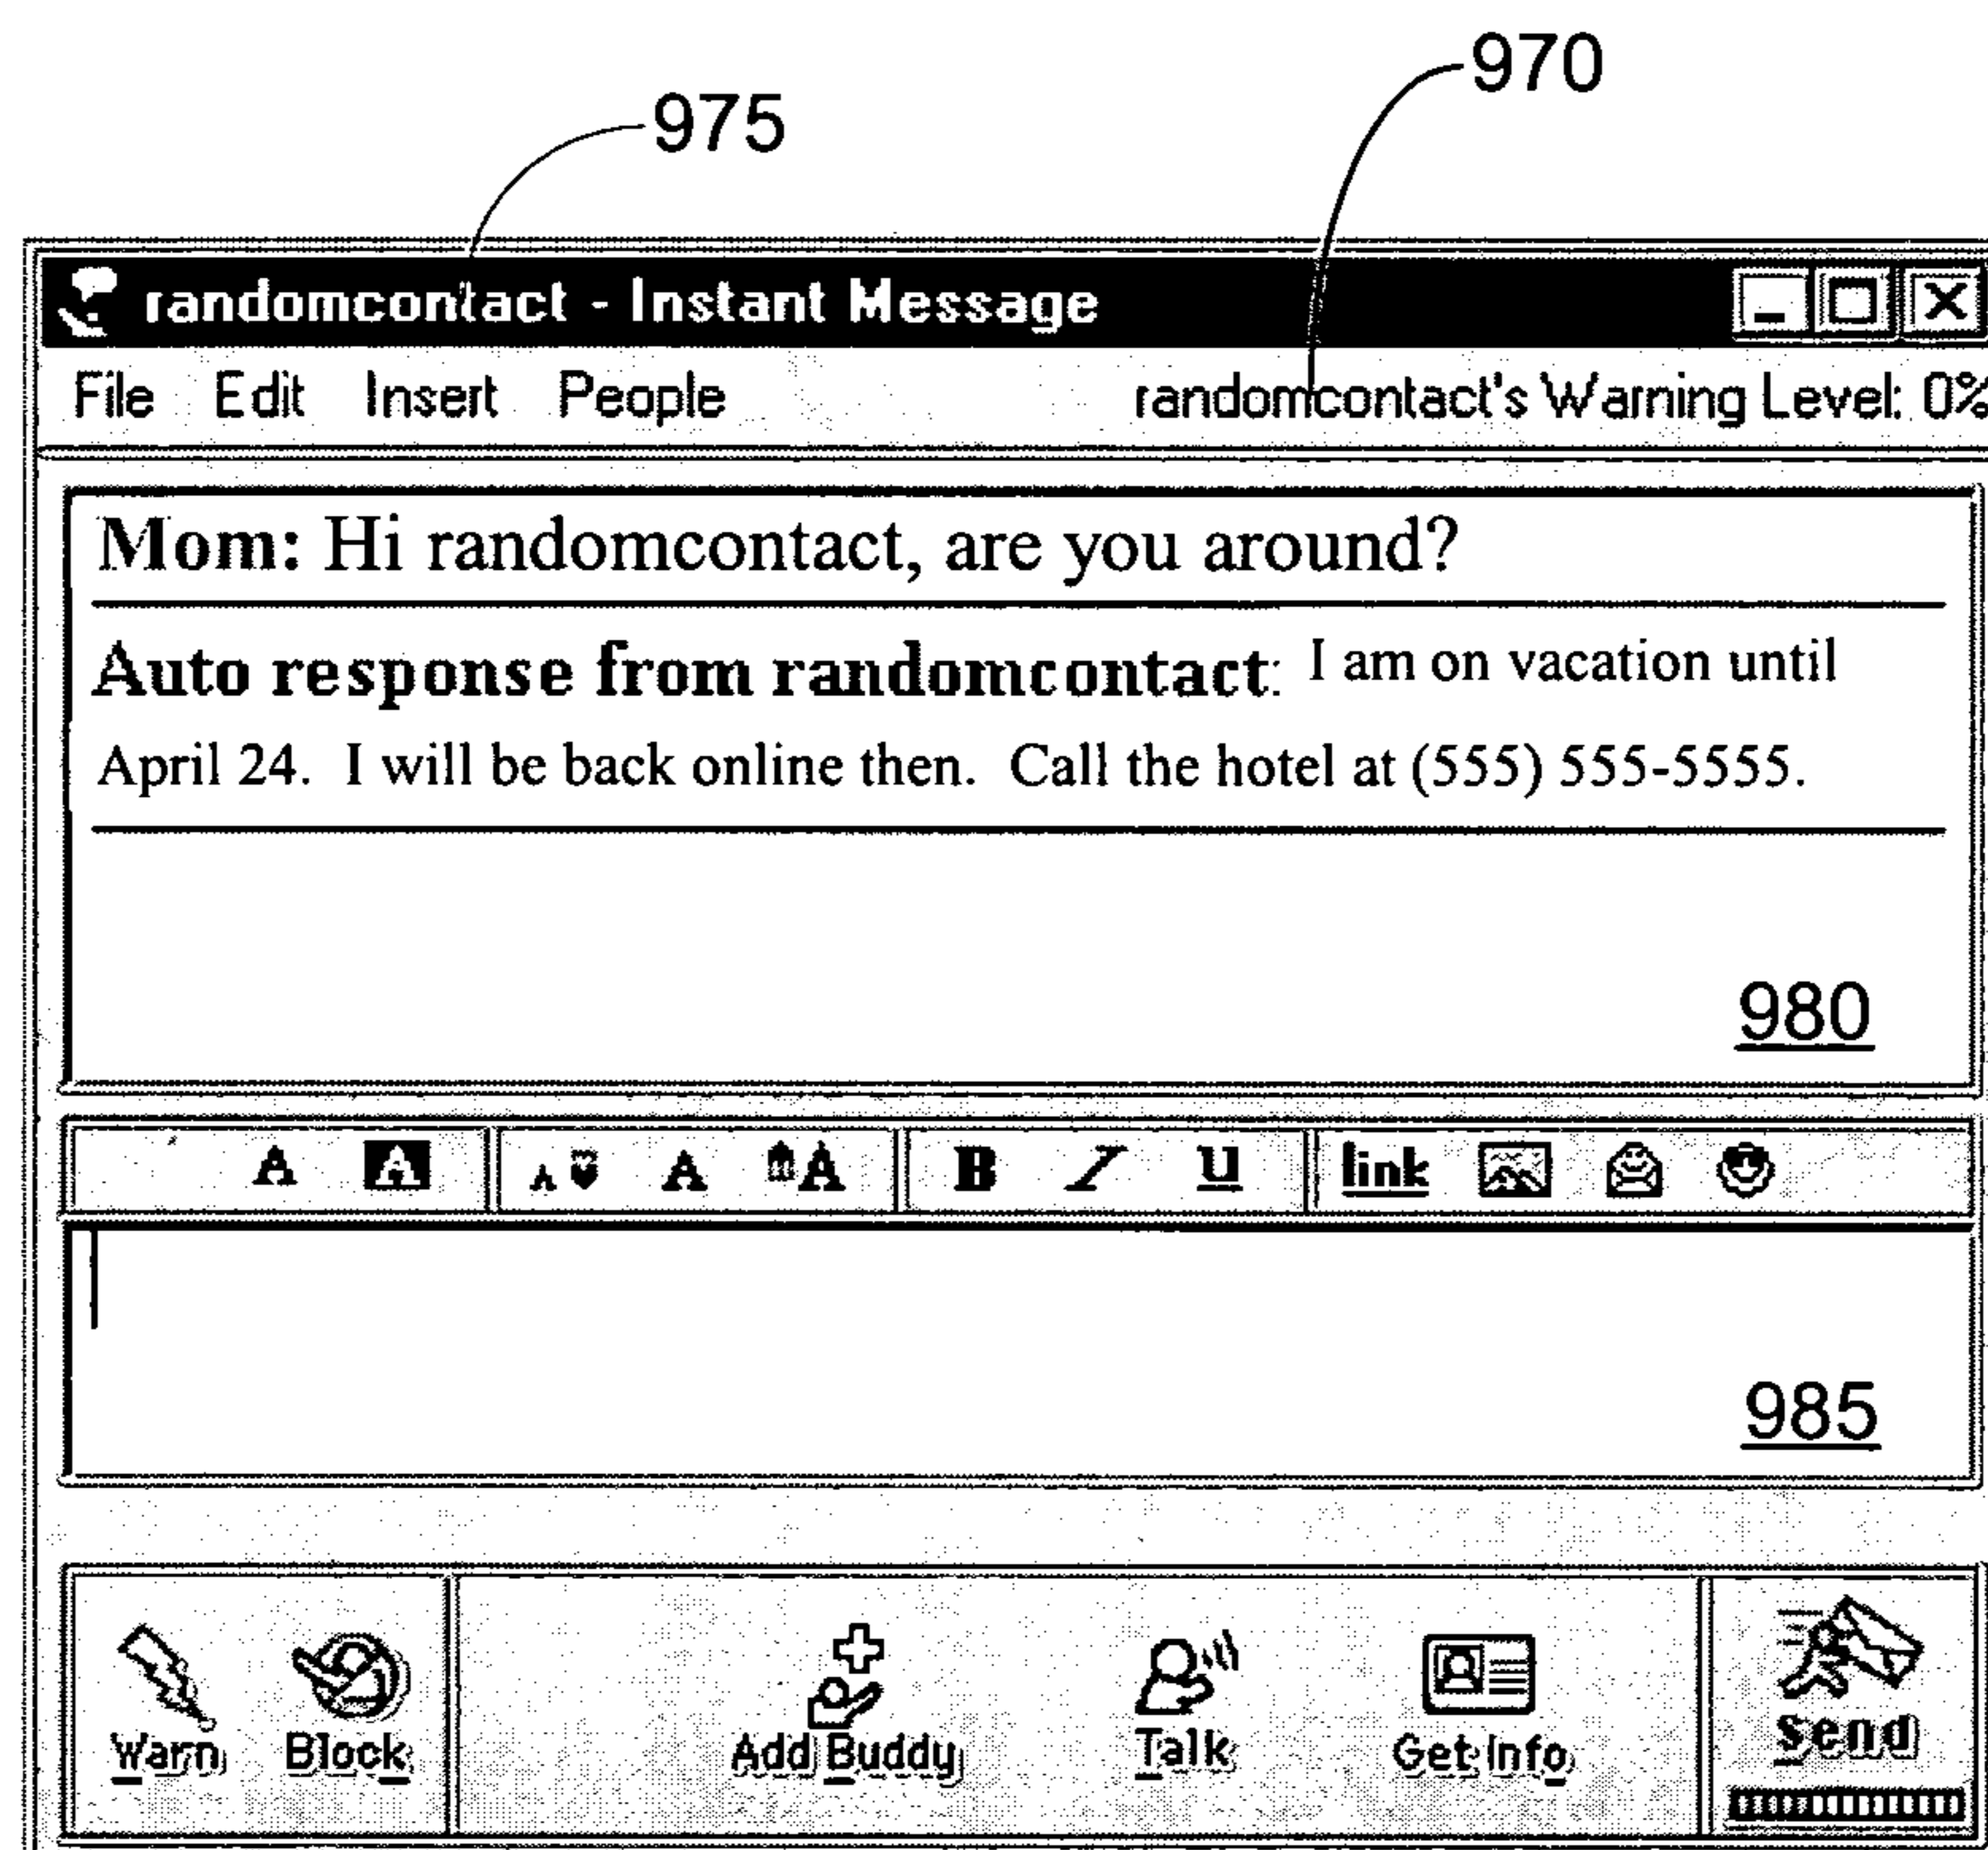 970
975
randomcontact - Instant Message
File Edit Insert People randomcontact's Warning Level: 0%
Mom: Hi randomcontact, are you around?
Auto response from randomcontact: I am on vacation until
April 24. I will be back online then. Call the hotel at (555) 555-5555.
980
A A A A A B I U link
985
Warn Block Add Buddy Talk Get Info Send